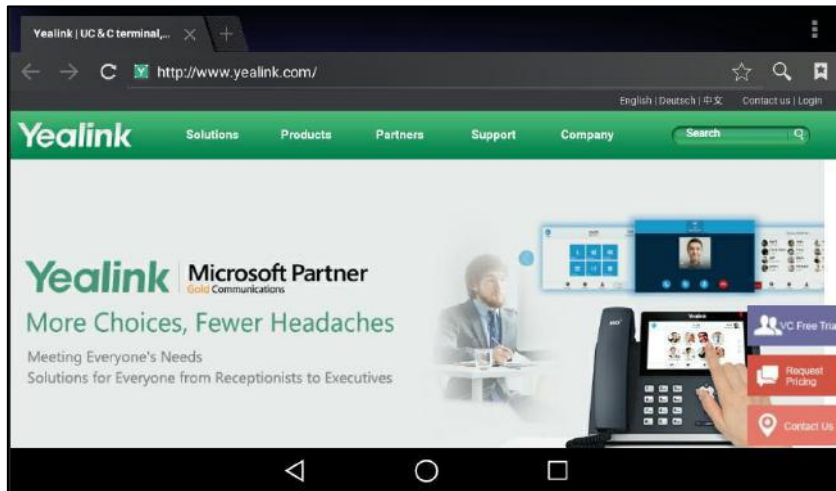 Yealink | UC & C terminal,...
http://www.yealink.com/
English | Deutsch | 中文 Contact us | Login
Yealink Solutions Products Partners Support Company Search
Yealink Microsoft Partner
Gold Communications
More Choices, Fewer Headaches
Meeting Everyone's Needs
Solutions for Everyone from Receptionists to Executives
Yealink
VC Free Tria
Request
Pricing
Contact Us